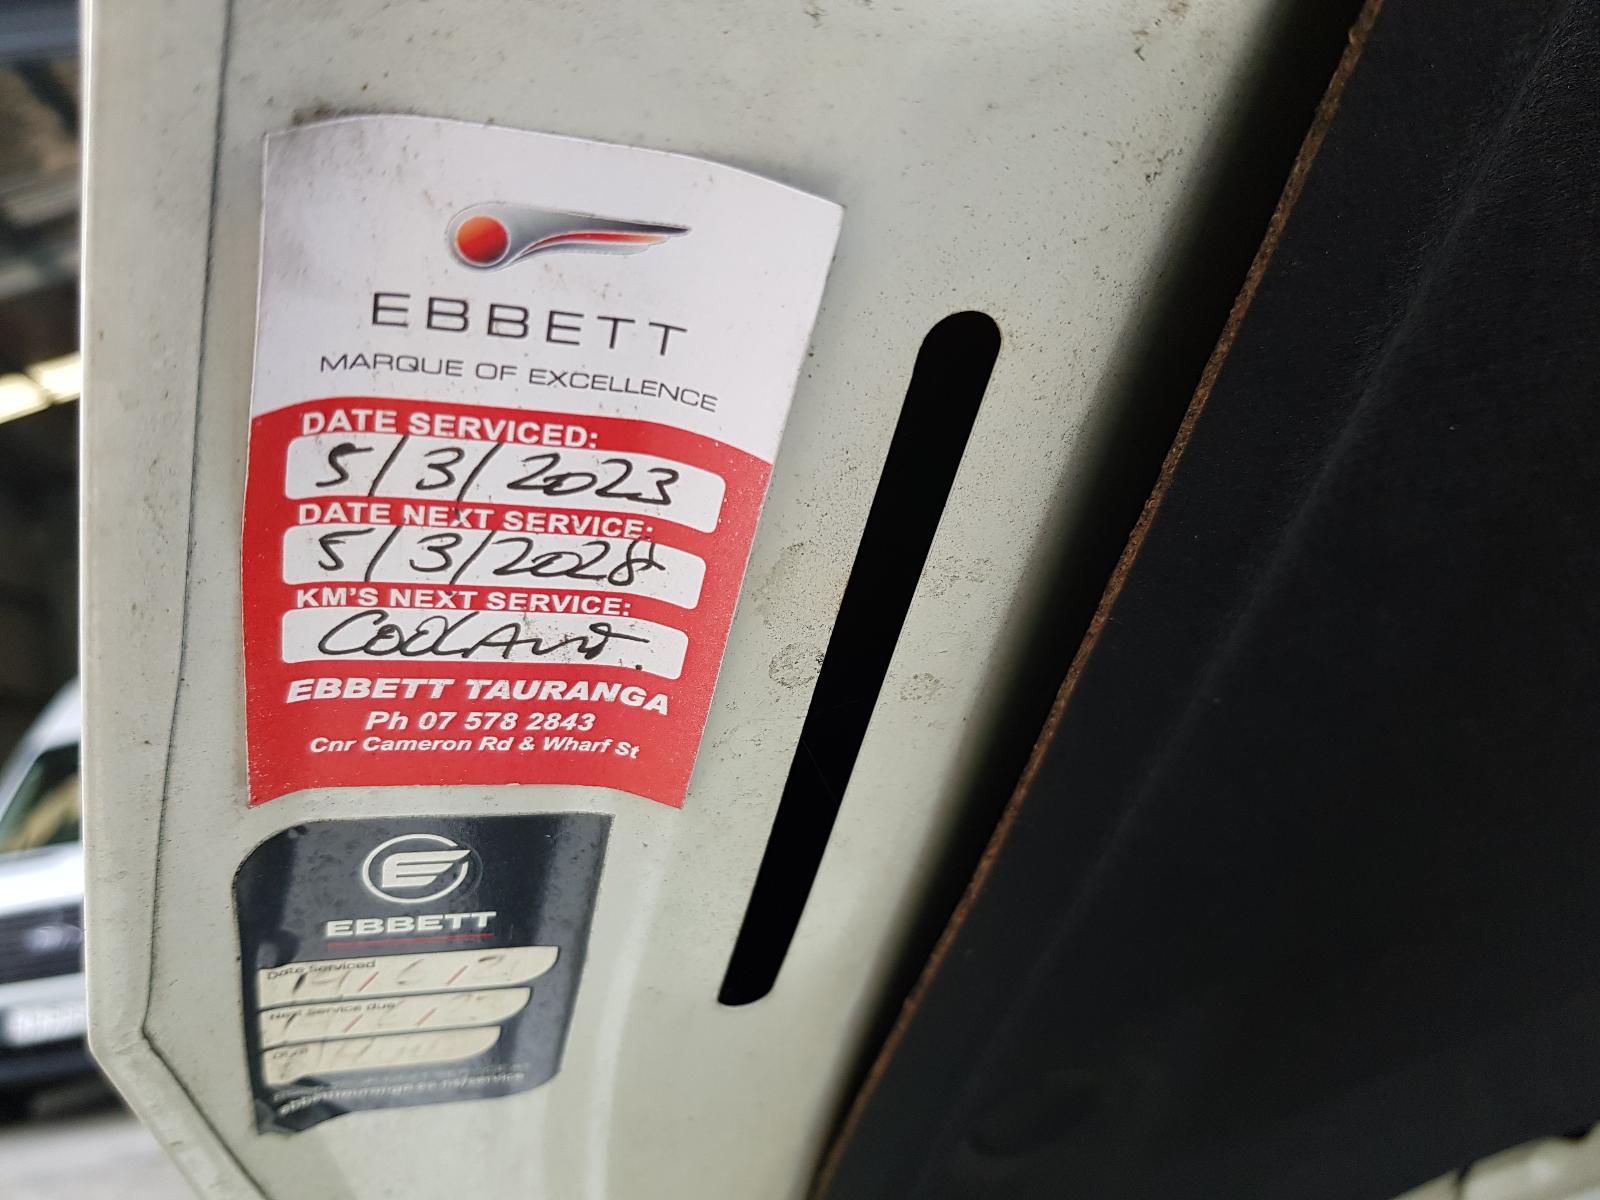 EBBETT
MARQUE OF EXCELLENCE
DATE SERVICED:
5/3/2023
DATE NEXT SERVICE:
5/3/2028
KM'S NEXT SERVICE:
COOLANT.
EBBETT TAURANGA
Ph 07 578 2843
Cnr Cameron Rd & Wharf St
EBBETT
Date Serviced
Next Service due